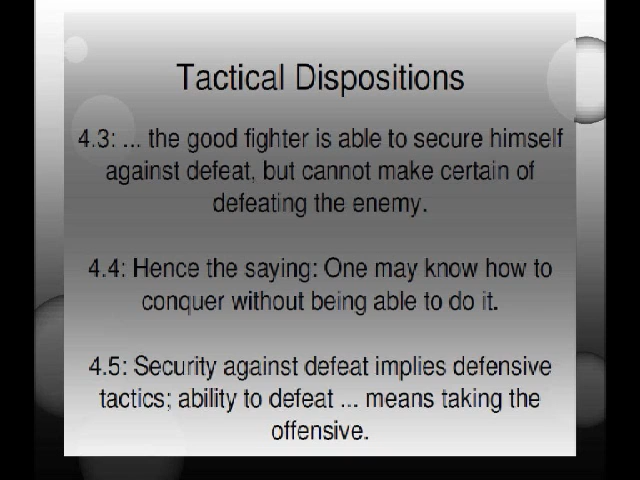 Tactical Dispositions
4.3: ... the good fighter is able to secure himself
against defeat, but cannot make certain of
defeating the enemy.
4.4: Hence the saying: One may know how to
conquer without being able to do it.
4.5: Security against defeat implies defensive
tactics; ability to defeat ... means taking the
offensive.